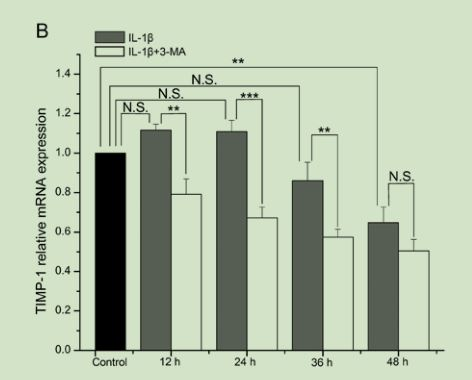 B
IL-1β
IL-1β+3-MA
**
N.S.
N.S.
N.S.
**
***
**
N.S.
TIMP-1 relative mRNA expression
1.4
1.2
1.0
0.8
0.6
0.4
0.2
0.0
Control 12 h 24 h 36 h 48 h